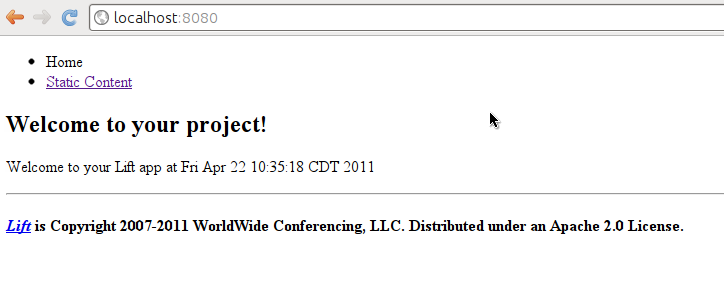 localhost:8080
Home
Static Content
Welcome to your project!
Welcome to your Lift app at Fri Apr 22 10:35:18 CDT 2011
Lift is Copyright 2007-2011 WorldWide Conferencing, LLC. Distributed under an Apache 2.0 License.